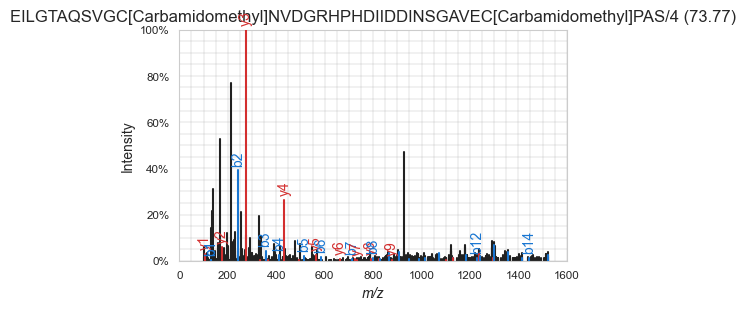 EILGTAQSVGC[Carbamidomethyl]NVDGRHPHDIIDDINSGAVEC[Carbamidomethyl]PAS/4 (73.77)
100%
80%
60%
40%
20%
0%
Intensity
y1
y2
b2
y3
b3
b4
y4
b5
y5
b6
y6
b7
y7
y8
b8
y9
b12
b14
0
200
400
600
800
1000
1200
1400
1600
m/z